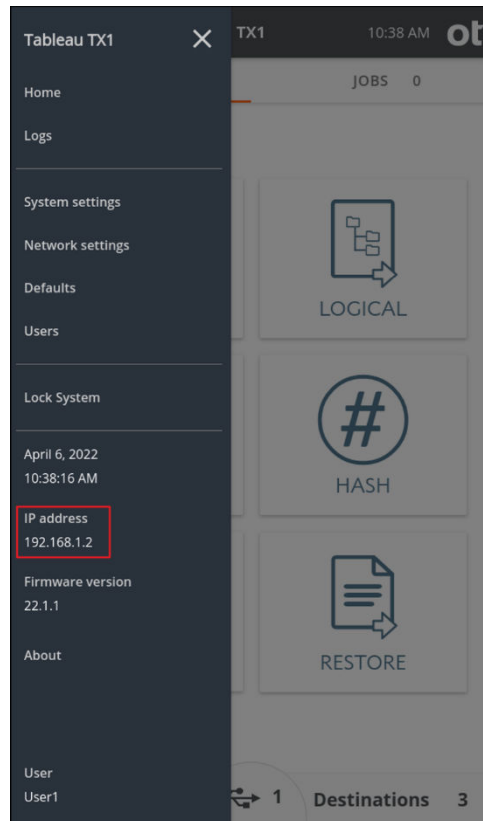 Tableau TX1
Home
Logs
System settings
Network settings
Defaults
Users
Lock System
April 6, 2022
10:38:16 AM
IP address
192.168.1.2
Firmware version
22.1.1
About
User
User1
TX1 10:38 AM ot
JOBS 0
LOGICAL
#
HASH
RESTORE
1 Destinations 3